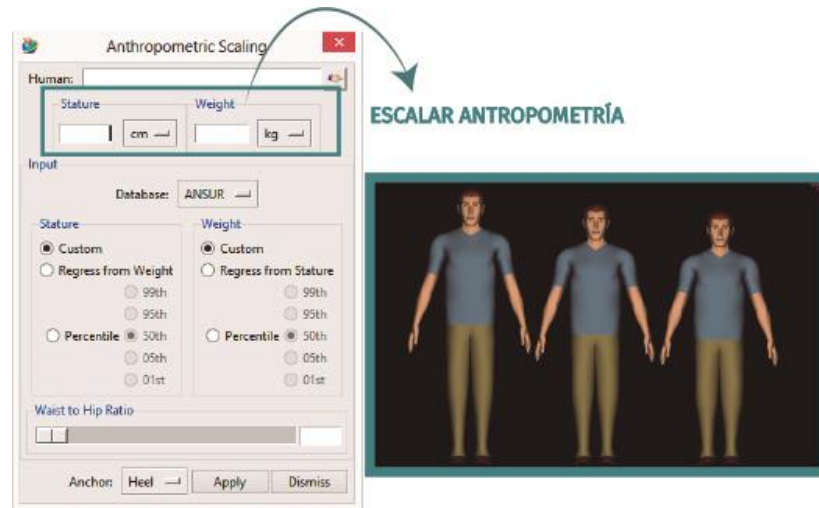 Anthropometric Scaling
Human:
Stature Weight
cm kg
ESCALAR ANTROPOMETRÍA
Input
Database: ANSUR
Stature Weight
Custom Custom
Regress from Weight Regress from Stature
99th 99th
95th 95th
Percentile 50th Percentile 50th
05th 05th
01st 01st
Waist to Hip Ratio
Anchor: Heel Apply Dismiss